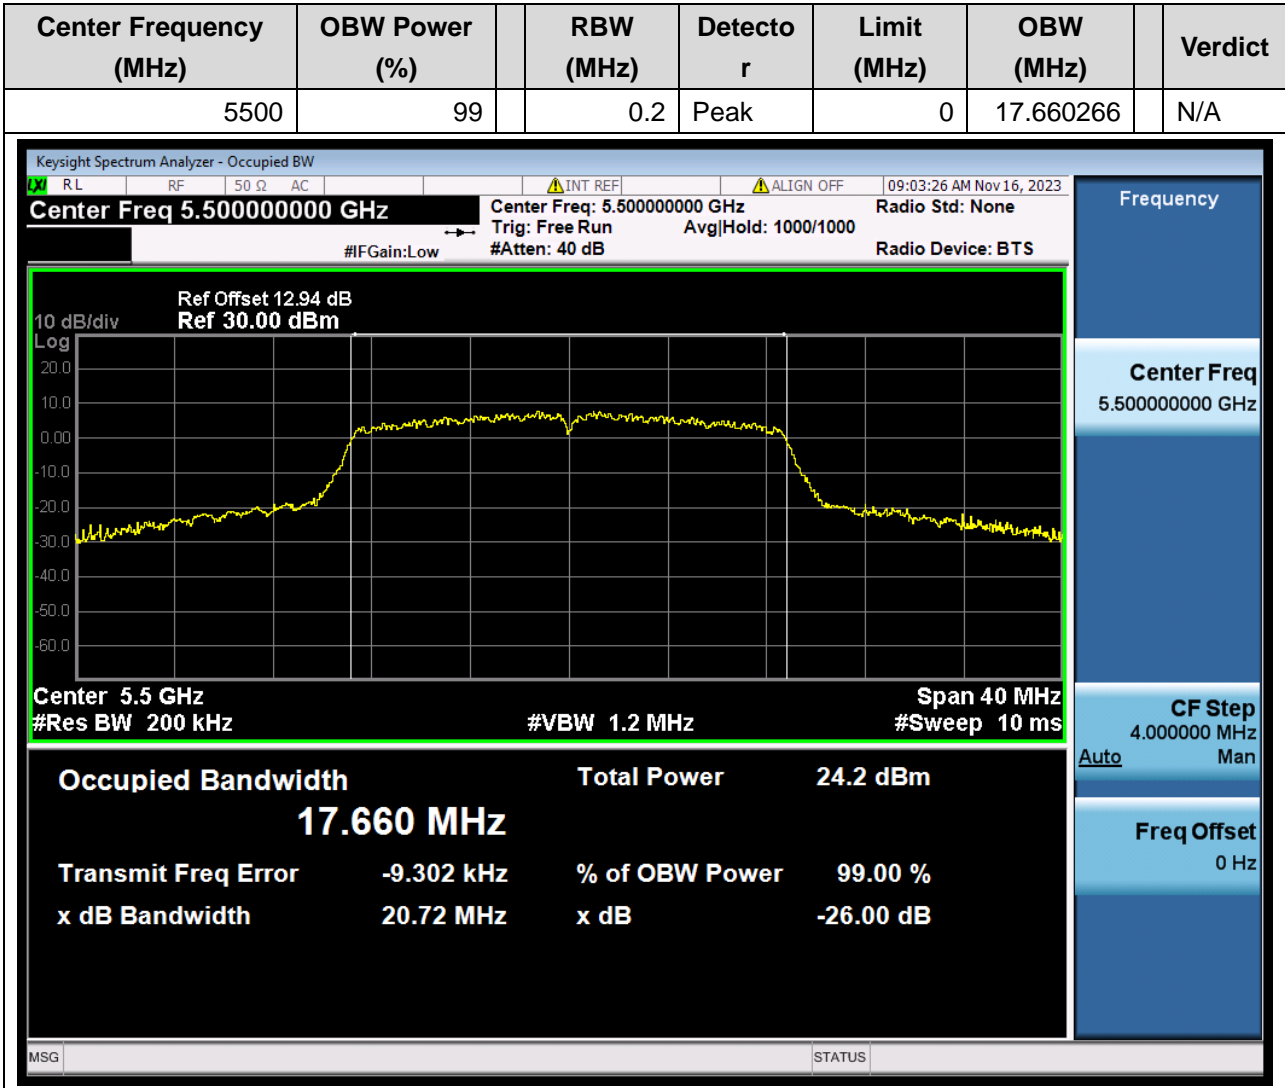 Center Frequency (MHz) OBW Power (%) RBW (MHz) Detecto r Limit (MHz) OBW (MHz) Verdict
5500 99 0.2 Peak 0 17.660266 N/A
Keysight Spectrum Analyzer - Occupied BW
LXI RL RF 50 Ω AC INT REF ALIGN OFF 09:03:26 AM Nov 16, 2023
Center Freq 5.500000000 GHz
Center Freq: 5.500000000 GHz
Radio Std: None
Trig: Free Run Avg|Hold: 1000/1000
#IFGain:Low #Atten: 40 dB Radio Device: BTS
Ref Offset 12.94 dB
10 dB/div Ref 30.00 dBm
Log
20.0
10.0
0.00
-10.0
-20.0
-30.0
-40.0
-50.0
-60.0
Center 5.5 GHz Span 40 MHz
#Res BW 200 kHz #VBW 1.2 MHz #Sweep 10 ms
Occupied Bandwidth Total Power 24.2 dBm
17.660 MHz
Transmit Freq Error -9.302 kHz % of OBW Power 99.00 %
x dB Bandwidth 20.72 MHz x dB -26.00 dB
Frequency
Center Freq
5.500000000 GHz
CF Step
4.000000 MHz
Auto Man
Freq Offset
0 Hz
MSG STATUS